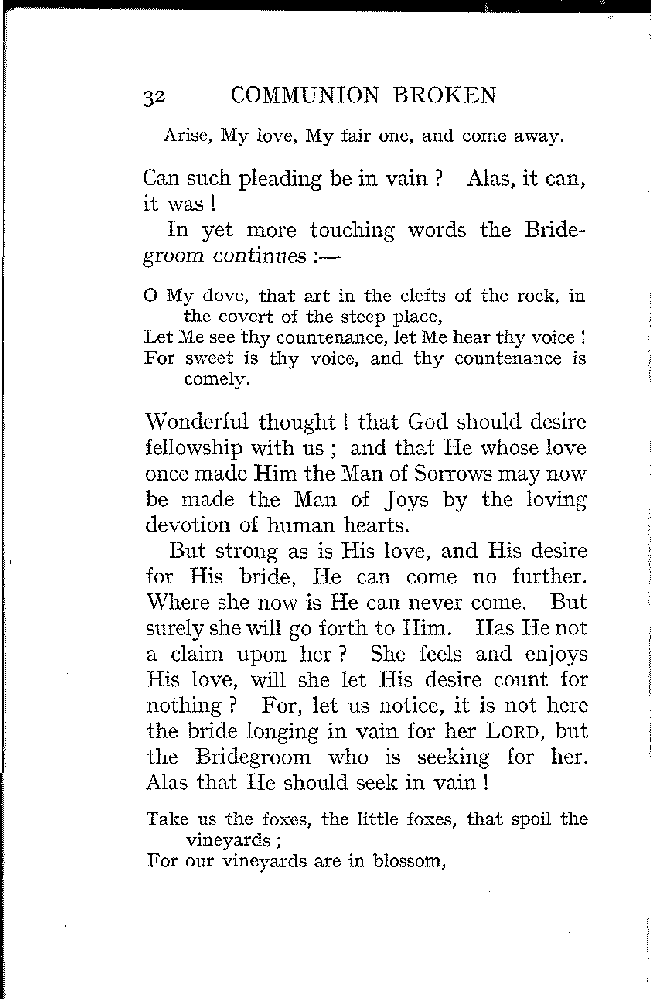 32 COMMUNION BROKEN
Arise, My love, My fair one, and come away.
Can such pleading be in vain ? Alas, it can,
it was !
In yet more touching words the Bride-
groom continues :—
O My dove, that art in the clefts of the rock, in
the covert of the steep place,
Let Me see thy countenance, let Me hear thy voice !
For sweet is thy voice, and thy countenance is
comely.
Wonderful thought ! that God should desire
fellowship with us ; and that He whose love
once made Him the Man of Sorrows may now
be made the Man of Joys by the loving
devotion of human hearts.
But strong as is His love, and His desire
for His bride, He can come no further.
Where she now is He can never come. But
surely she will go forth to Him. Has He not
a claim upon her ? She feels and enjoys
His love, will she let His desire count for
nothing ? For, let us notice, it is not here
the bride longing in vain for her LORD, but
the Bridegroom who is seeking for her.
Alas that He should seek in vain !
Take us the foxes, the little foxes, that spoil the
vineyards ;
For our vineyards are in blossom,